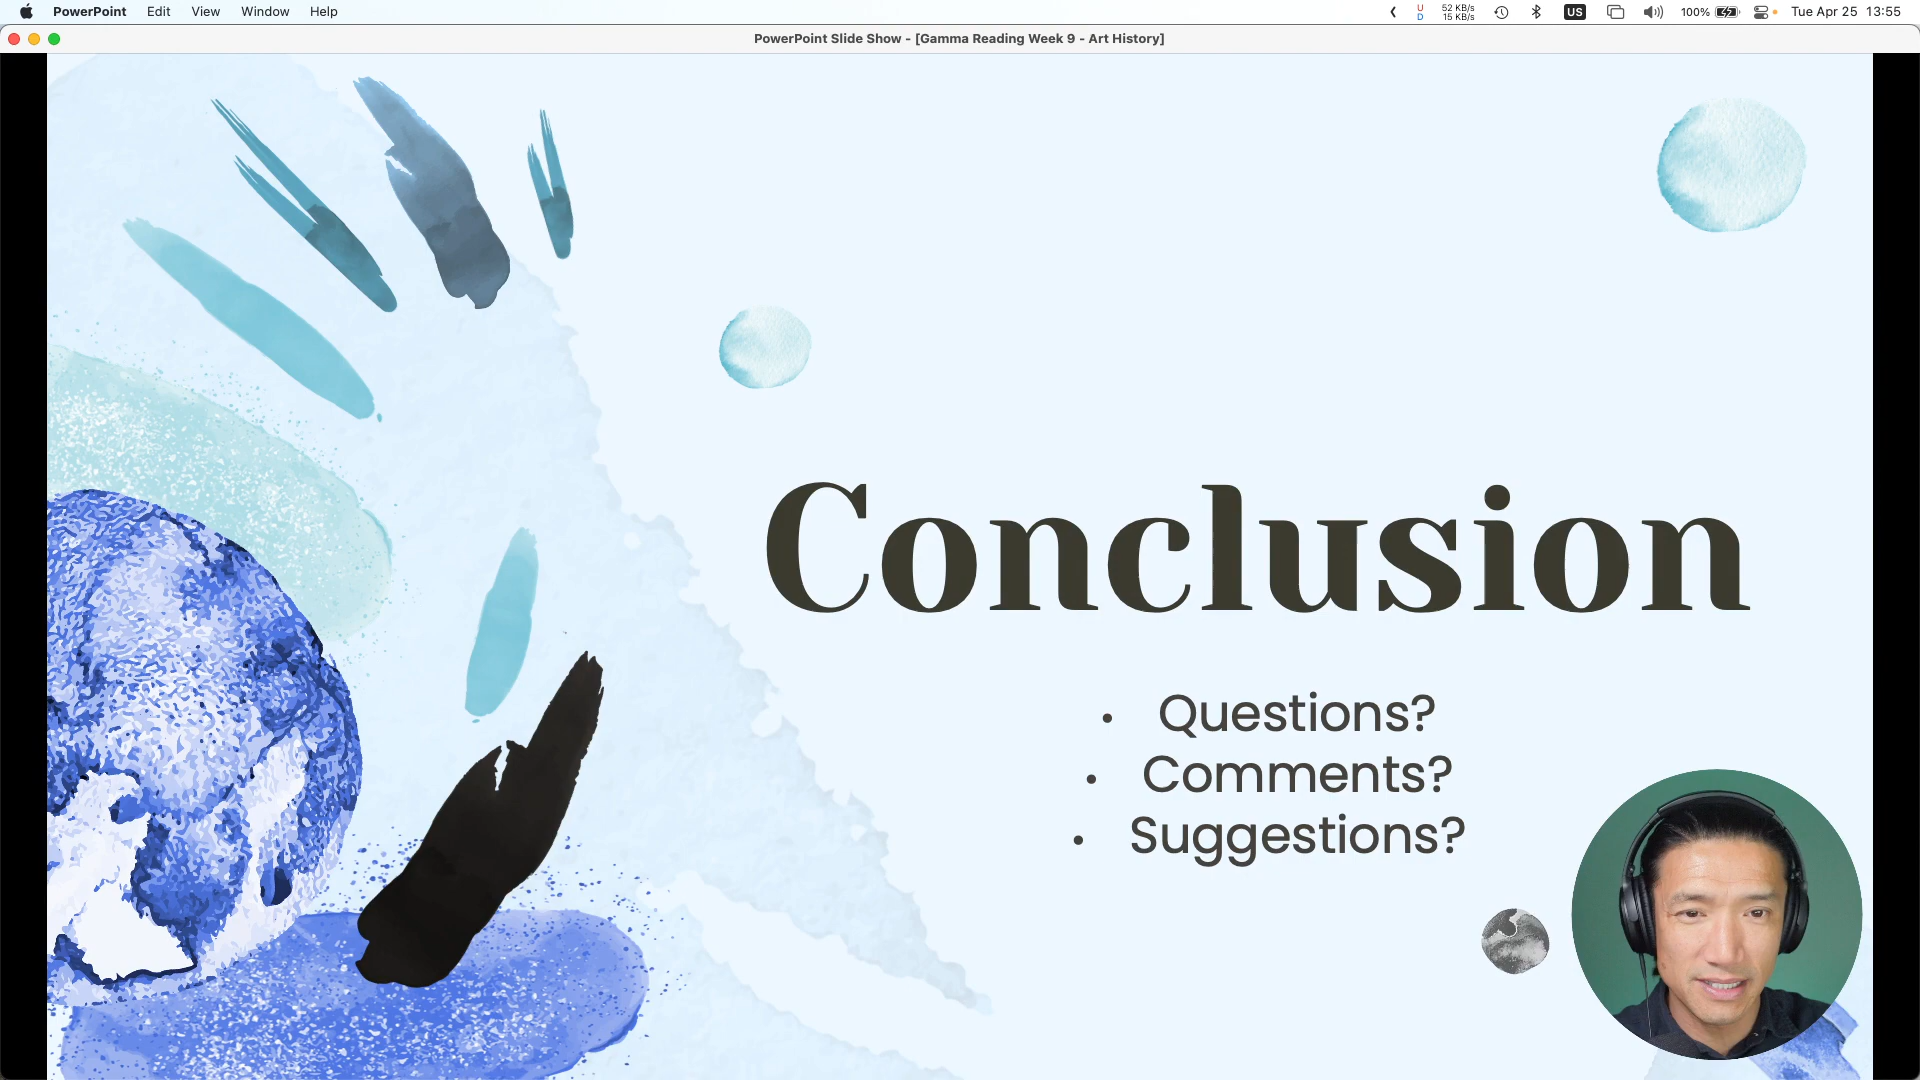 PowerPoint Edit View Window Help
U 52 KB/s
D 15 KB/s
US 100% Tue Apr 25 13:55
PowerPoint Slide Show - [Gamma Reading Week 9 - Art History]
Conclusion
• Questions?
• Comments?
• Suggestions?